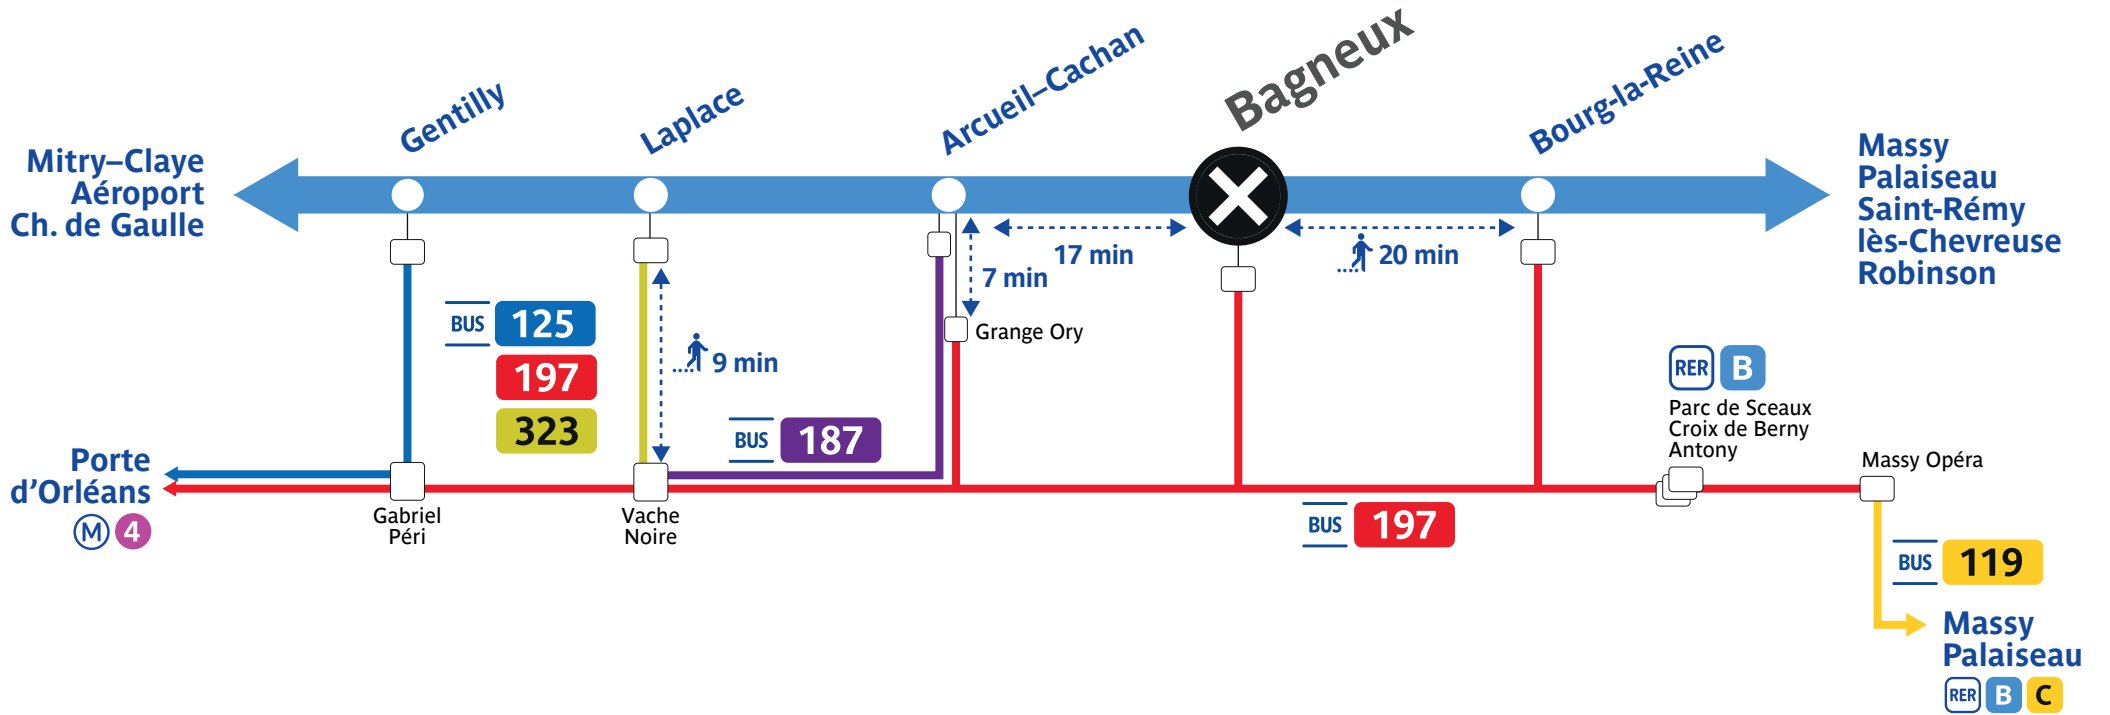 Gentilly
Laplace
Arcueil–Cachan
Bagneux
Bourg-la-Reine
Mitry–Claye
Aéroport
Ch. de Gaulle
Massy
Palaiseau
Saint-Rémy
lès-Chevreuse
Robinson
17 min
20 min
7 min
Grange Ory
BUS 125
197
323
9 min
BUS 187
RER B
Parc de Sceaux
Croix de Berny
Antony
Massy Opéra
Porte
d'Orléans
M 4
Gabriel
Péri
Vache
Noire
BUS 197
BUS 119
Massy
Palaiseau
RER B C